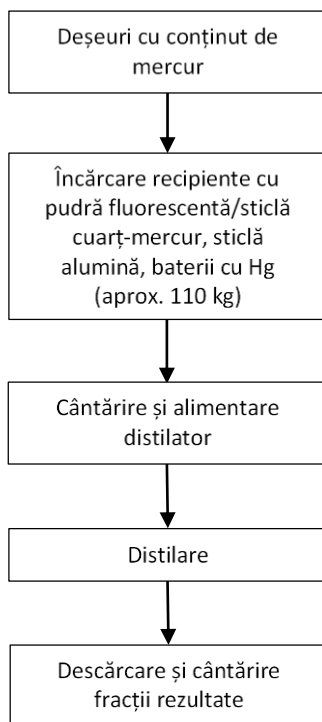 Deșeuri cu conținut de
mercur
Încărcare recipiente cu
pudră fluorescentă/sticlă
cuarț-mercur, sticlă
alumină, baterii cu Hg
(aprox. 110 kg)
Cântărire și alimentare
distilator
Distilare
Descărcare și cântărire
fracții rezultate